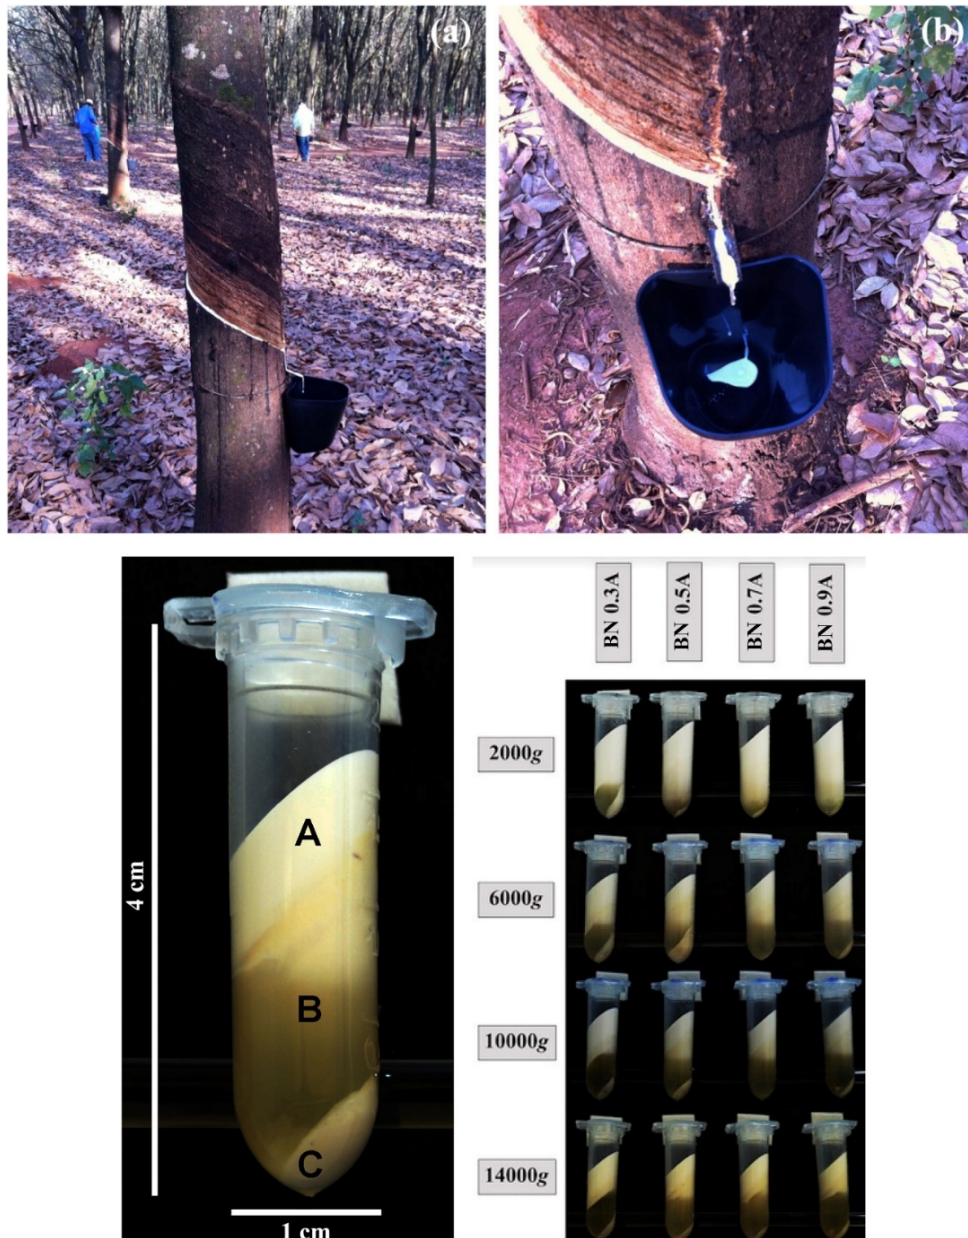 (a)
(b)
A
B
C
4 cm
1 cm
BN 0.3A
BN 0.5A
BN 0.7A
BN 0.9A
2000g
6000g
10000g
14000g